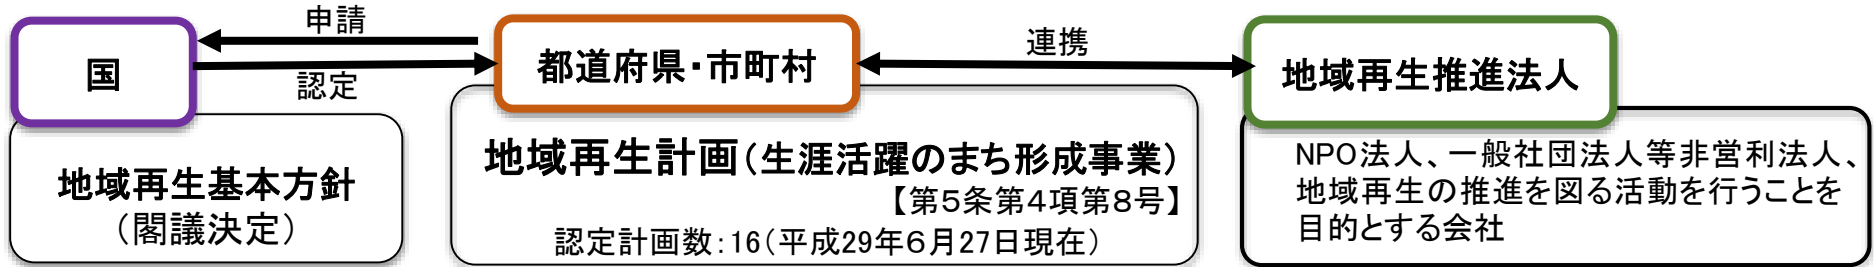 国
申請
認定
地域再生基本方針
（閣議決定）
都道府県・市町村
連携
地域再生計画（生涯活躍のまち形成事業）
【第５条第４項第８号】
認定計画数：16（平成29年６月27日現在）
地域再生推進法人
NPO法人、一般社団法人等非営利法人、
地域再生の推進を図る活動を行うことを
目的とする会社